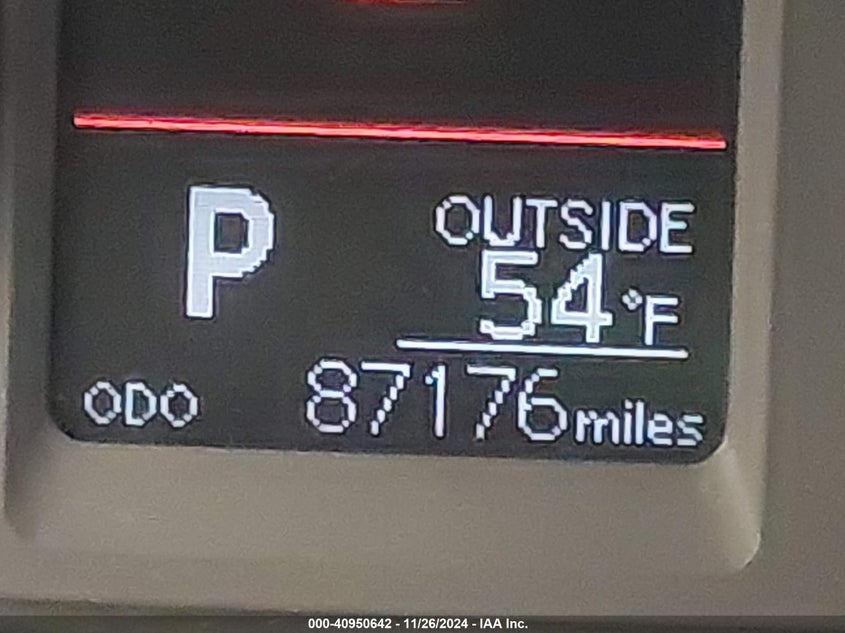 P
OUTSIDE
54°F
ODO 87176 miles
000-40950642 - 11/26/2024 - IAA Inc.